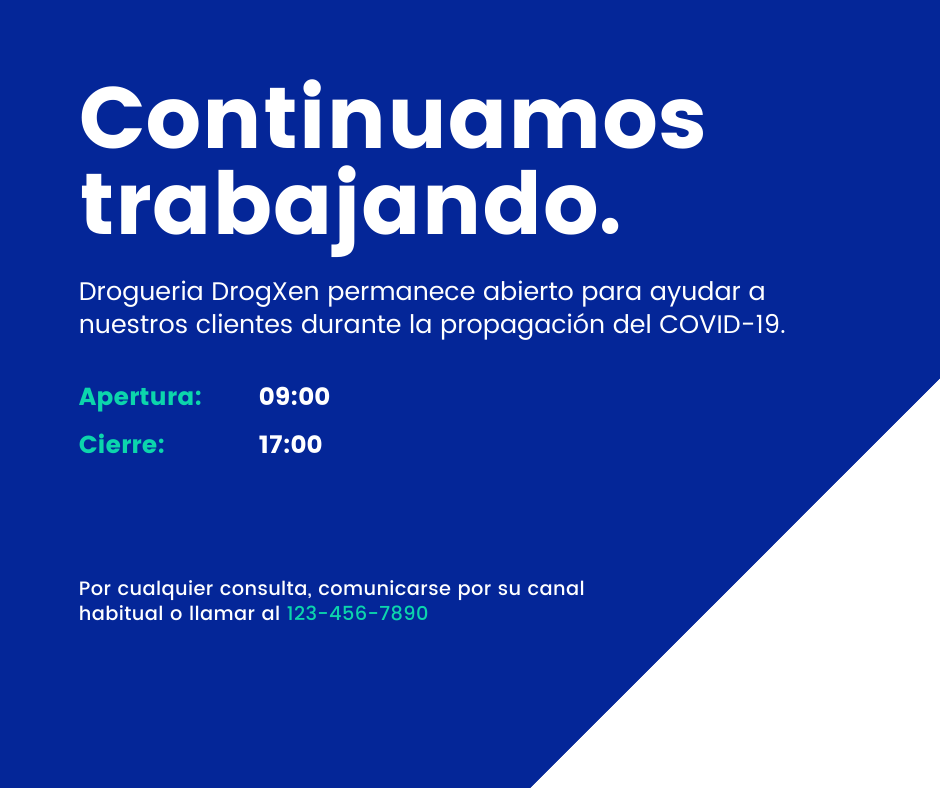 Continuamos
trabajando.
Drogueria DrogXen permanece abierto para ayudar a
nuestros clientes durante la propagación del COVID-19.
Apertura: 09:00
Cierre: 17:00
Por cualquier consulta, comunicarse por su canal
habitual o llamar al 123-456-7890